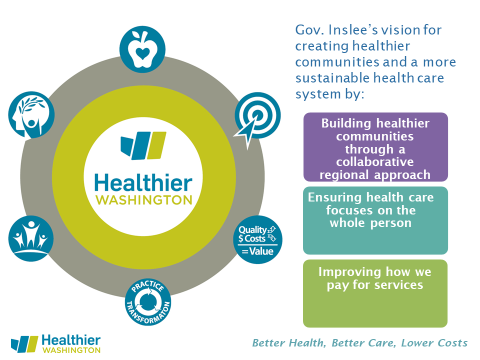 Gov. Inslee's vision for
creating healthier
communities and a more
sustainable health care
system by:
Building healthier
communities
through a
collaborative
regional approach
Ensuring health care
focuses on the
whole person
Improving how we
pay for services
Healthier
WASHINGTON
Quality
$ Costs
= Value
PRACTICE
TRANSFORMATON
Healthier
WASHINGTON
Better Health, Better Care, Lower Costs